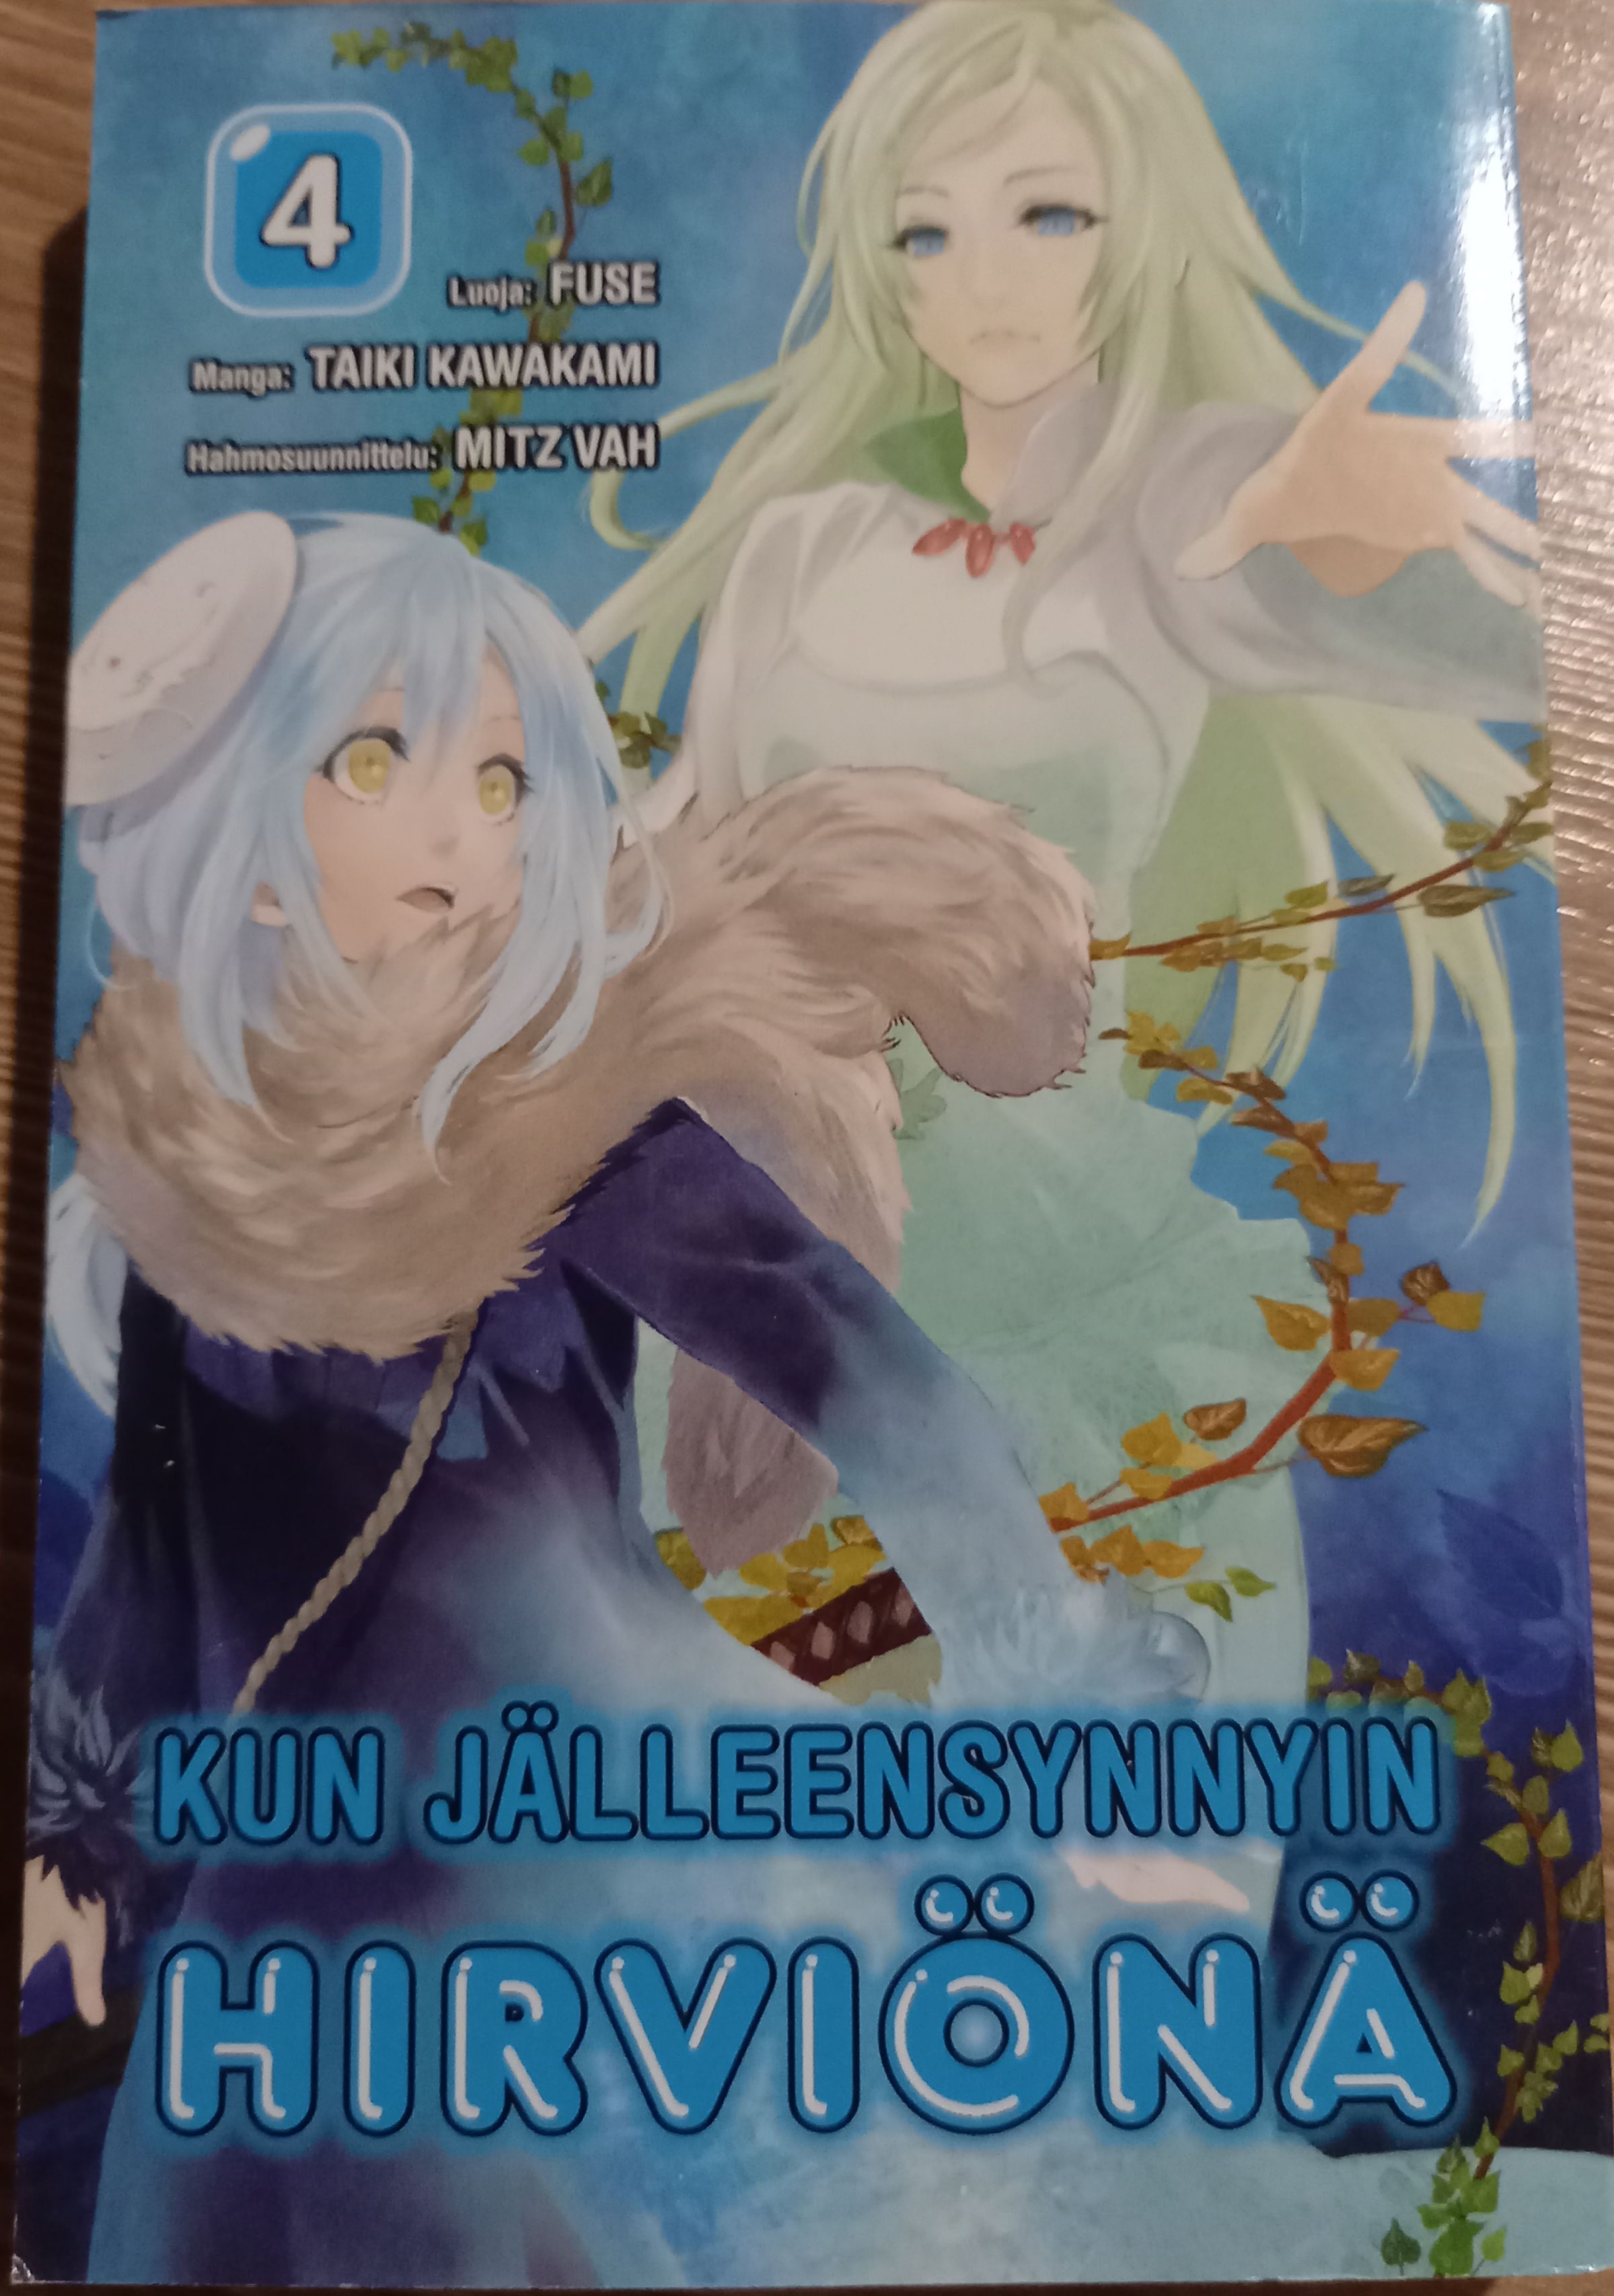 4
Luoja: FUSE
Manga: TAIKI KAWAKAMI
Hahmosuunnittelu: MITZ VAH
KUN JÄLLEENSYNNYIN
HIRVIÖNÄ